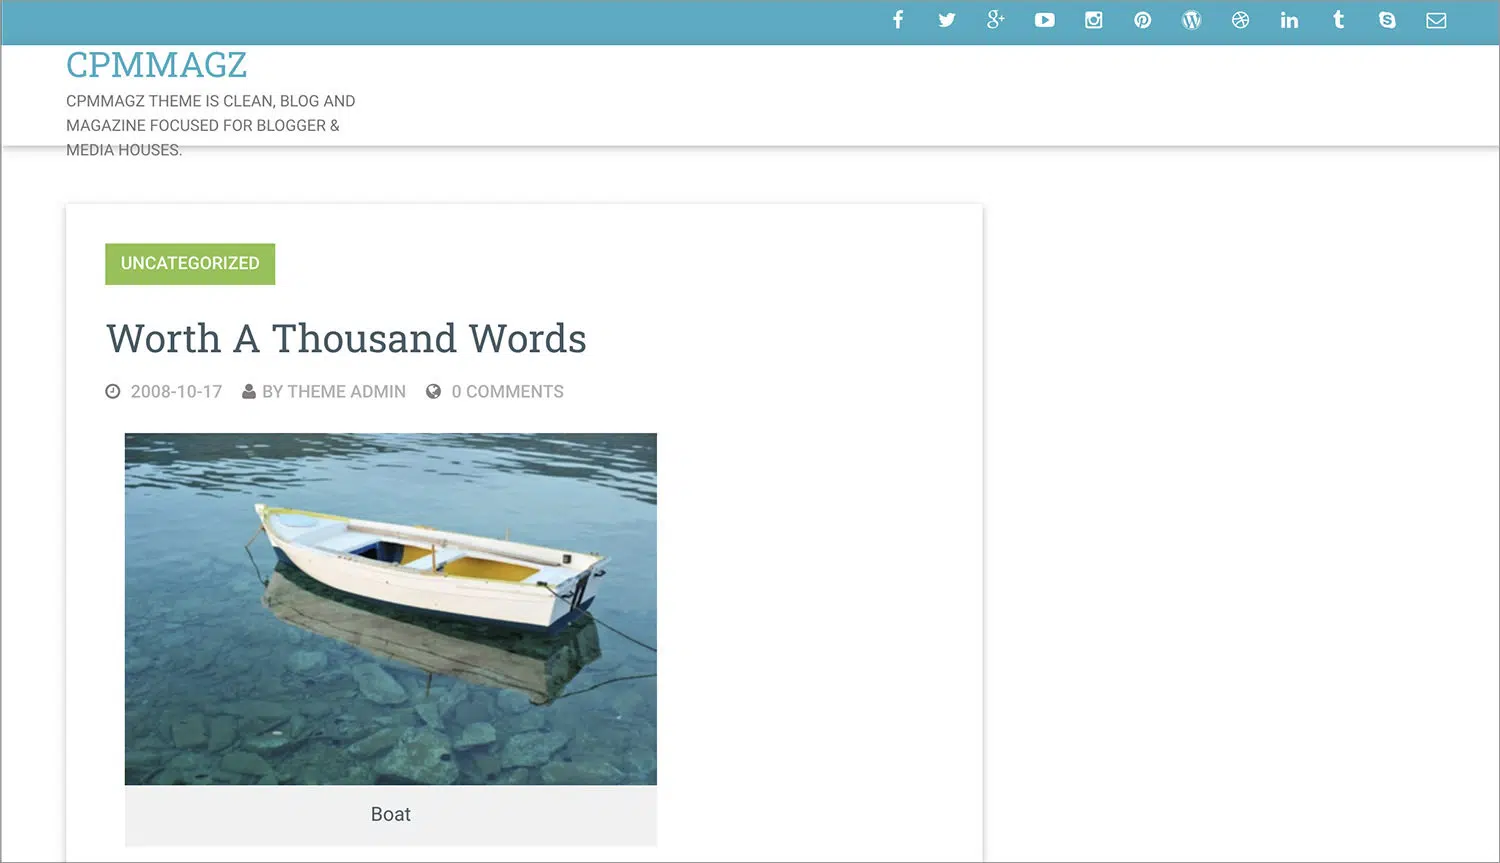 CPMMAGZ
CPMMAGZ THEME IS CLEAN, BLOG AND
MAGAZINE FOCUSED FOR BLOGGER &
MEDIA HOUSES.
UNCATEGORIZED
Worth A Thousand Words
2008-10-17 BY THEME ADMIN 0 COMMENTS
Boat